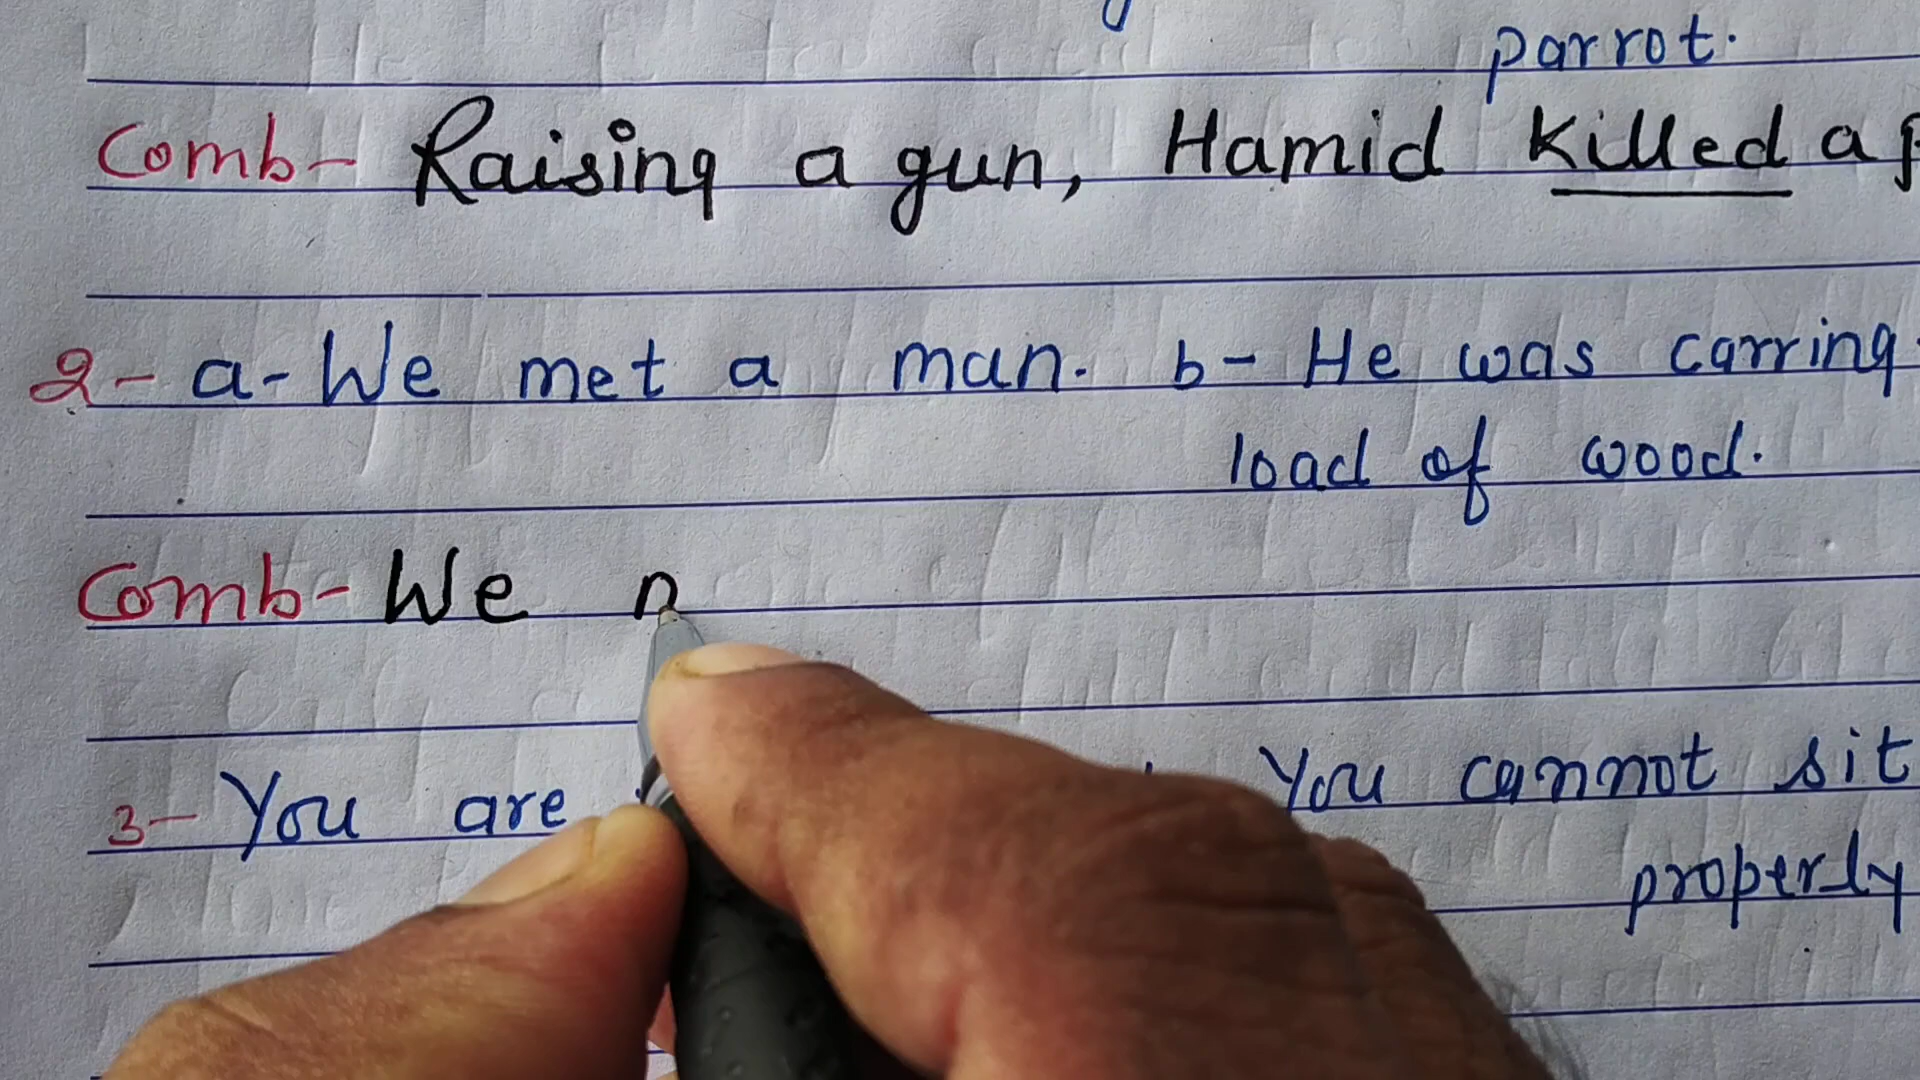 parrot.
Comb- Raising a gun, Hamid killed a
2- a- We met a man. b- He was carring
load of wood.
Comb- We
3- You are You cannot sit
properly